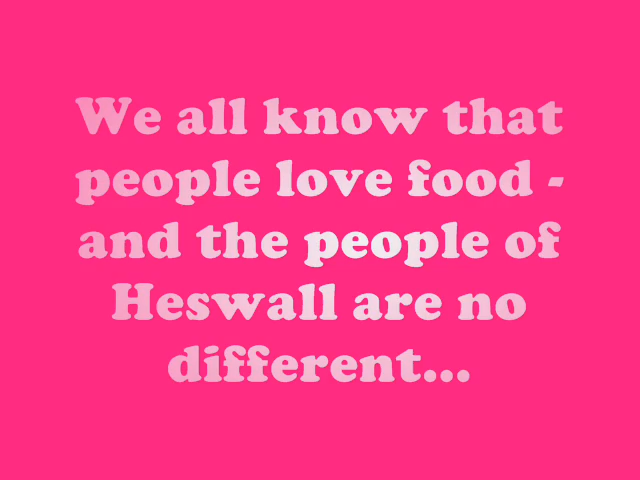 We all know that
people love food -
and the people of
Heswall are no
different...